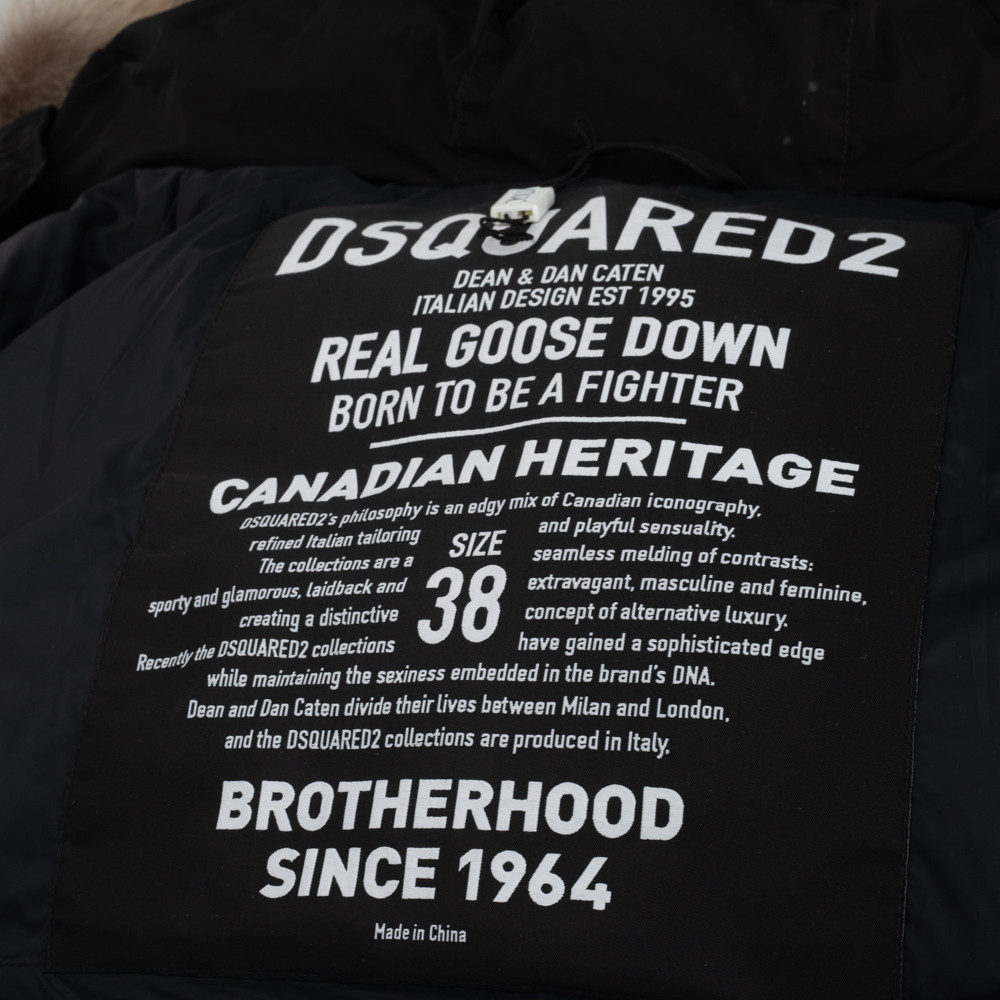 DSQUARED2
DEAN & DAN CATEN
ITALIAN DESIGN EST 1995
REAL GOOSE DOWN
BORN TO BE A FIGHTER
CANADIAN HERITAGE
DSQUARED2's philosophy is an edgy mix of Canadian iconography,
refined Italian tailoring and playful sensuality.
The collections are a seamless melding of contrasts:
sporty and glamorous, laidback and extravagant, masculine and feminine,
creating a distinctive concept of alternative luxury.
Recently the DSQUARED2 collections have gained a sophisticated edge
SIZE
38
while maintaining the sexiness embedded in the brand's DNA.
Dean and Dan Caten divide their lives between Milan and London,
and the DSQUARED2 collections are produced in Italy,
BROTHERHOOD
SINCE 1964
Made in China